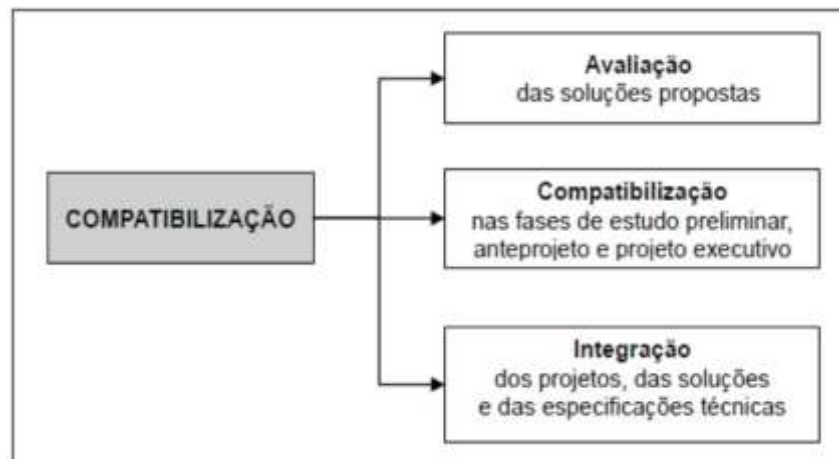 COMPATIBILIZAÇÃO
Avaliação
das soluções propostas
Compatibilização
nas fases de estudo preliminar,
anteprojeto e projeto executivo
Integração
dos projetos, das soluções
e das especificações técnicas